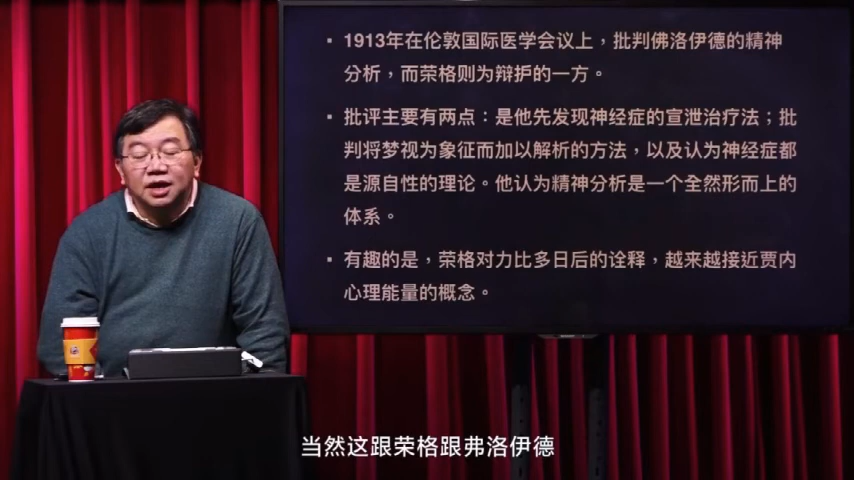 ▪ 1913年在伦敦国际医学会议上，批判佛洛伊德的精神
分析，而荣格则为辩护的一方。
▪ 批评主要有两点：是他先发现神经症的宣泄治疗法；批
判将梦视为象征而加以解析的方法，以及认为神经症都
是源自性的理论。他认为精神分析是一个全然形而上的
体系。
▪ 有趣的是，荣格对力比多日后的诠释，越来越接近贾内
心理能量的概念。
当然这跟荣格跟弗洛伊德